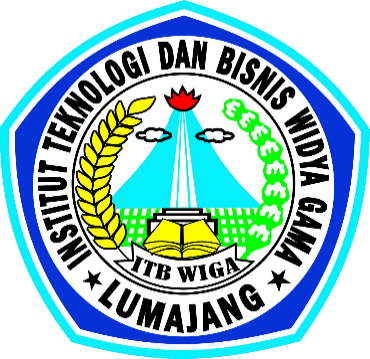 INSTITUT TEKNOLOGI DAN BISNIS WIDYA GAMA
ITB WIGA
LUMAJANG